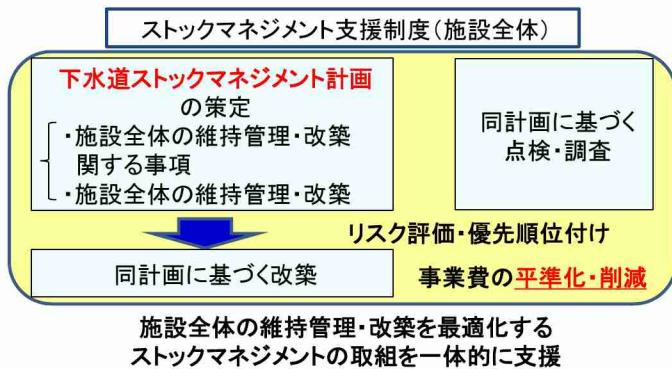 ストックマネジメント支援制度(施設全体)
下水道ストックマネジメント計画
の策定
・施設全体の維持管理・改築
関する事項
・施設全体の維持管理・改築
同計画に基づく
点検・調査
リスク評価・優先順位付け
同計画に基づく改築
事業費の平準化・削減
施設全体の維持管理・改築を最適化する
ストックマネジメントの取組を一体的に支援